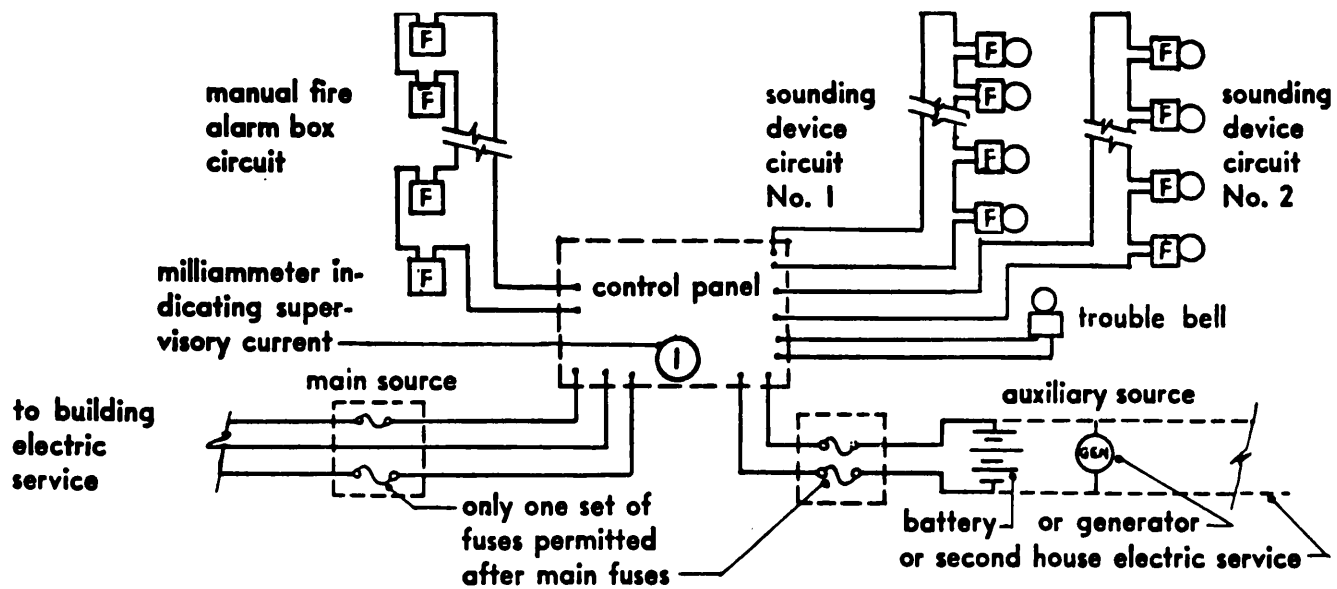 F
F
F
F
manual fire
alarm box
circuit
F
F
F
F
sounding
device
circuit
No. 1
F
F
F
F
sounding
device
circuit
No. 2
milliammeter in-
dicating super-
visory current
control panel
I
trouble bell
main source
to building
electric
service
only one set of
fuses permitted
after main fuses
auxiliary source
GEN
battery
or generator
or second house electric service